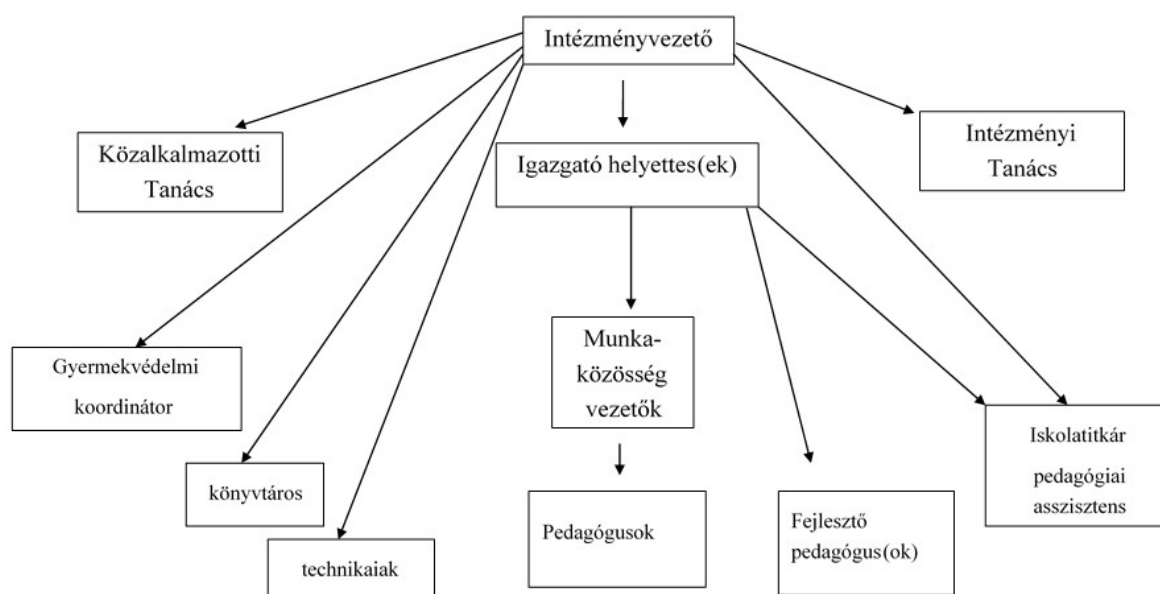 Intézményvezető
Közalkalmazotti
Tanács
Igazgató helyettes(ek)
Intézményi
Tanács
Gyermekvédelmi
koordinátor
Munka-
közösség
vezetők
Iskolatitkár
pedagógiai
asszisztens
könyvtáros
technikaiak
Pedagógusok
Fejlesztő
pedagógus(ok)